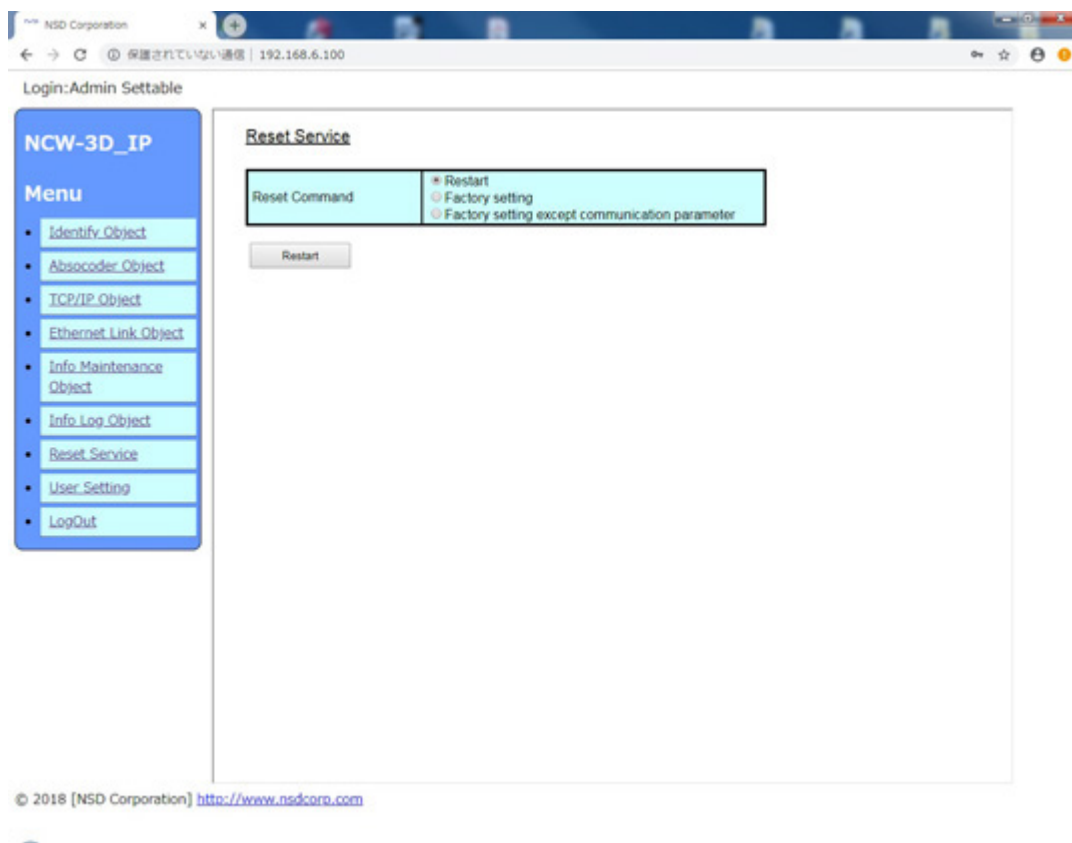 NSD Corporation
保護されていない通信 | 192.168.6.100
Login:Admin Settable
NCW-3D_IP
Menu
Identify Object
Absocoder Object
TCP/IP Object
Ethernet Link Object
Info Maintenance
Object
Info Log Object
Reset Service
User Setting
LogOut
Reset Service
Reset Command
Restart
Factory setting
Factory setting except communication parameter
Restart
© 2018 [NSD Corporation] http://www.nsdcorp.com